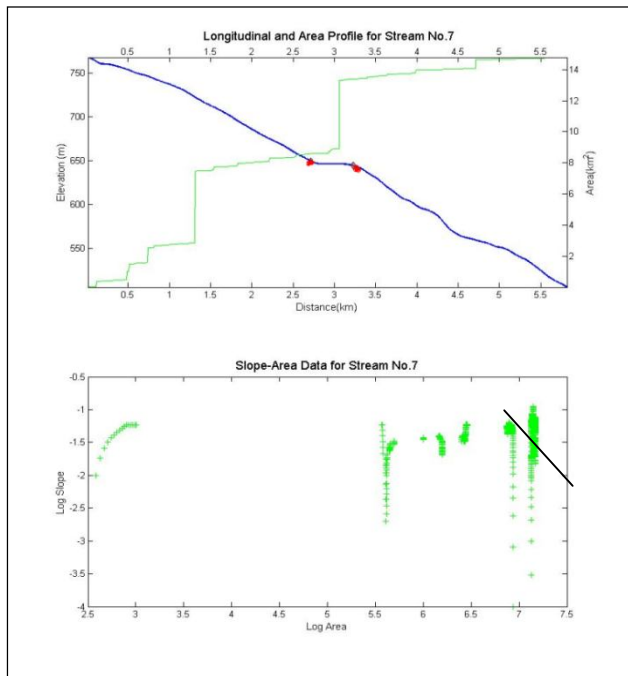 Longitudinal and Area Profile for Stream No.7
0.5 1 1.5 2 2.5 3 3.5 4 4.5 5 5.5
750
700
650
600
550
Elevation (m)
14
12
10
8
6
4
2
Area(km²)
0.5 1 1.5 2 2.5 3 3.5 4 4.5 5 5.5
Distance(km)
Slope-Area Data for Stream No.7
-0.5
-1
-1.5
-2
-2.5
-3
-3.5
-4
Log Slope
2.5 3 3.5 4 4.5 5 5.5 6 6.5 7 7.5
Log Area